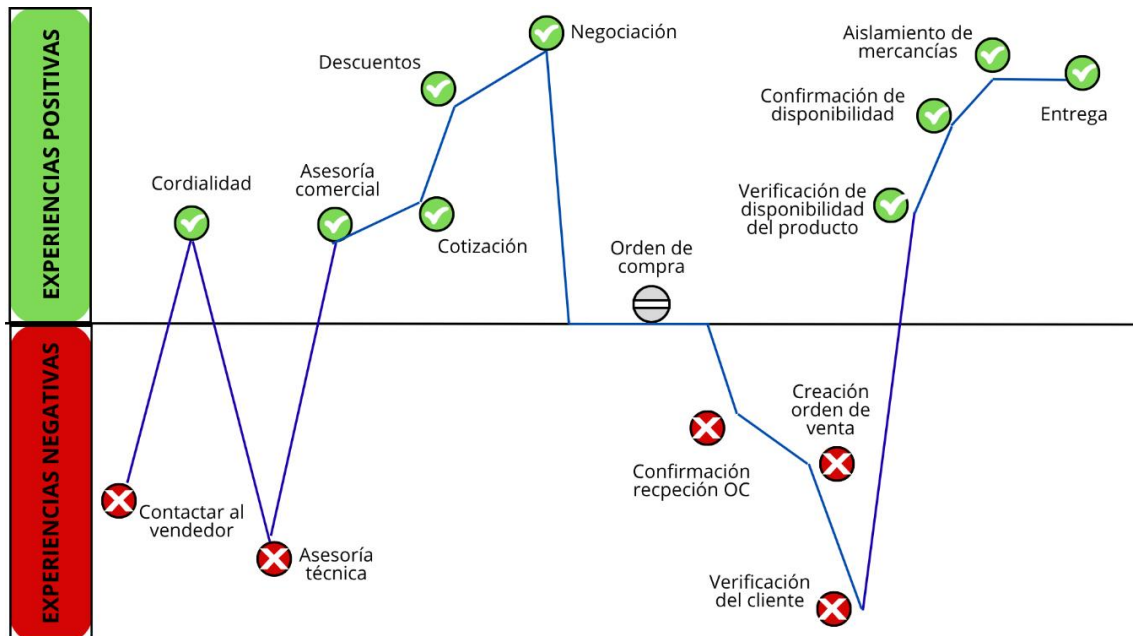 EXPERIENCIAS POSITIVAS
EXPERIENCIAS NEGATIVAS
Contactar al
vendedor
Cordialidad
Asesoría
técnica
Asesoría
comercial
Cotización
Descuentos
Negociación
Orden de
compra
Confirmación
recpeción OC
Creación
orden de
venta
Verificación
del cliente
Verificación de
disponibilidad
del producto
Confirmación de
disponibilidad
Aislamiento de
mercancías
Entrega